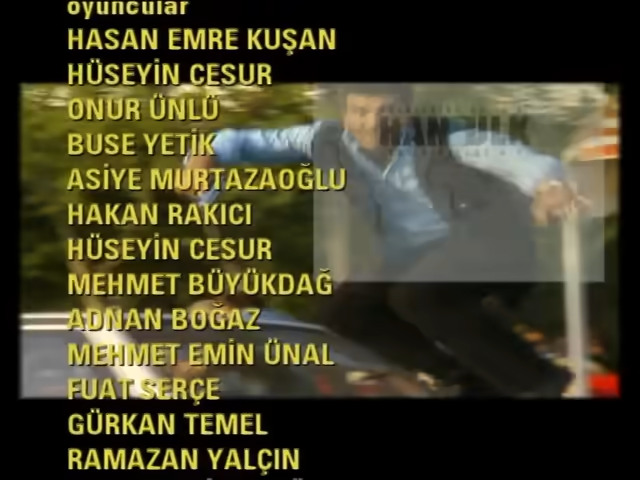 oyuncular
HASAN EMRE KUŞAN
HÜSEYİN CESUR
ONUR ÜNLÜ
BUSE YETİK
ASİYE MURTAZAOĞLU
HAKAN RAKICI
HÜSEYİN CESUR
MEHMET BÜYÜKDAĞ
ADNAN BOĞAZ
MEHMET EMİN ÜNAL
FUAT SERÇE
GÜRKAN TEMEL
RAMAZAN YALÇIN